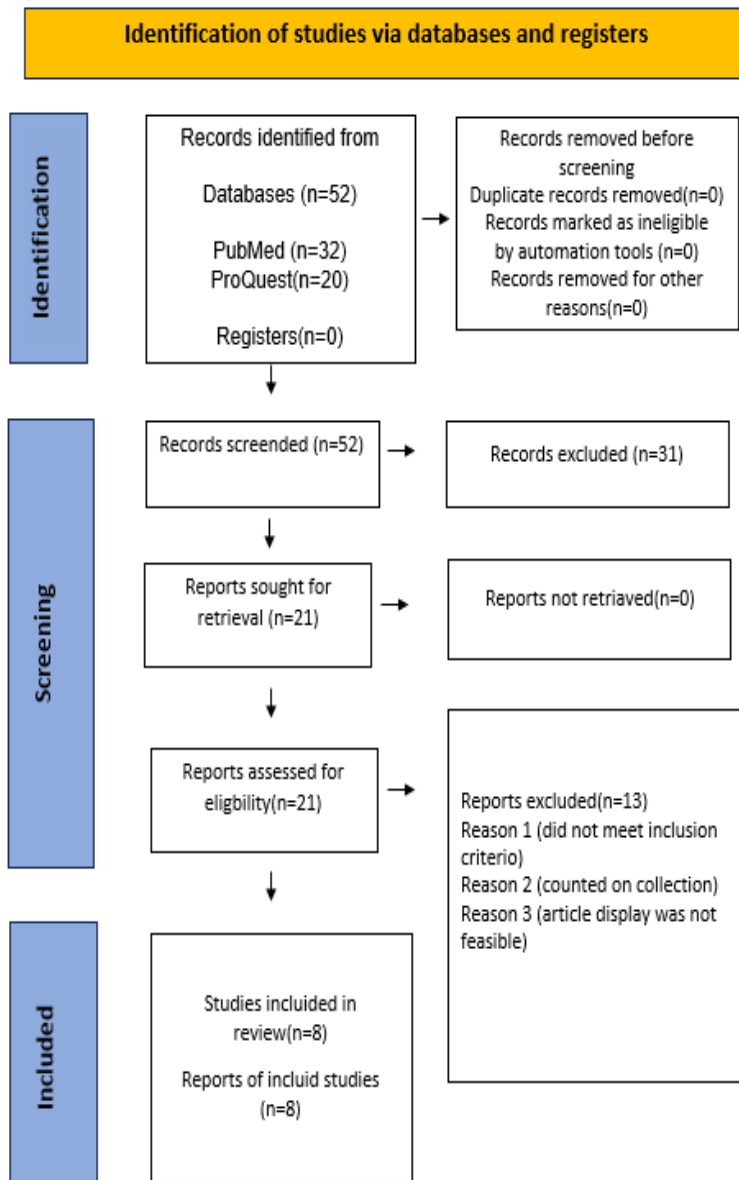 Identification of studies via databases and registers
Identification
Records identified from
Databases (n=52)
PubMed (n=32)
ProQuest(n=20)
Registers(n=0)
Records removed before
screening
Duplicate records removed(n=0)
Records marked as ineligible
by automation tools (n=0)
Records removed for other
reasons(n=0)
Screening
Records screended (n=52)
Records excluded (n=31)
Reports sought for
retrieval (n=21)
Reports not retriaved(n=0)
Reports assessed for
eligbility(n=21)
Reports excluded(n=13)
Reason 1 (did not meet inclusion
criterio)
Reason 2 (counted on collection)
Reason 3 (article display was not
feasible)
Included
Studies incluided in
review(n=8)
Reports of incluid studies
(n=8)